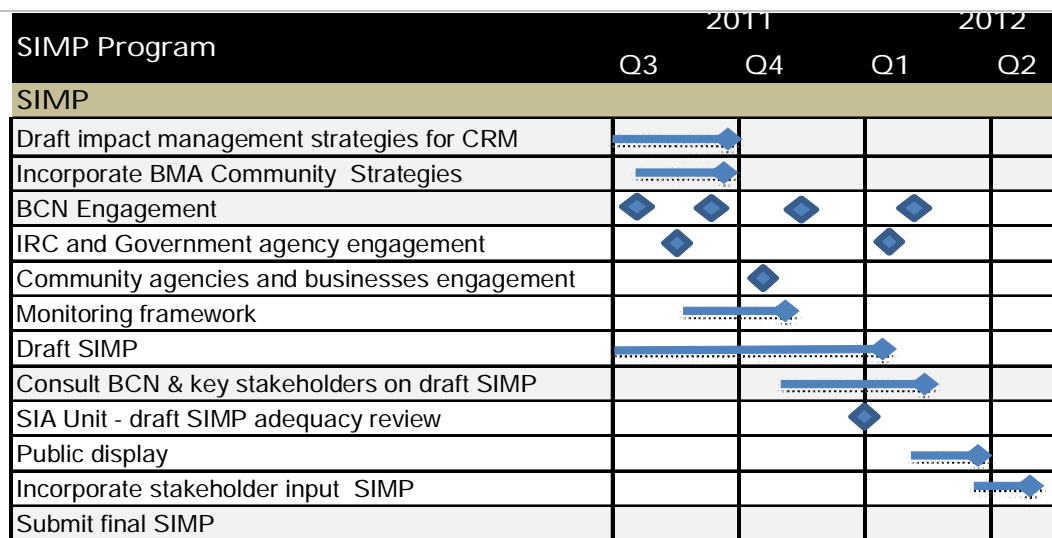 2011 2012
SIMP Program
Q3 Q4 Q1 Q2
SIMP
Draft impact management strategies for CRM
Incorporate BMA Community Strategies
BCN Engagement
IRC and Government agency engagement
Community agencies and businesses engagement
Monitoring framework
Draft SIMP
Consult BCN & key stakeholders on draft SIMP
SIA Unit - draft SIMP adequacy review
Public display
Incorporate stakeholder input SIMP
Submit final SIMP